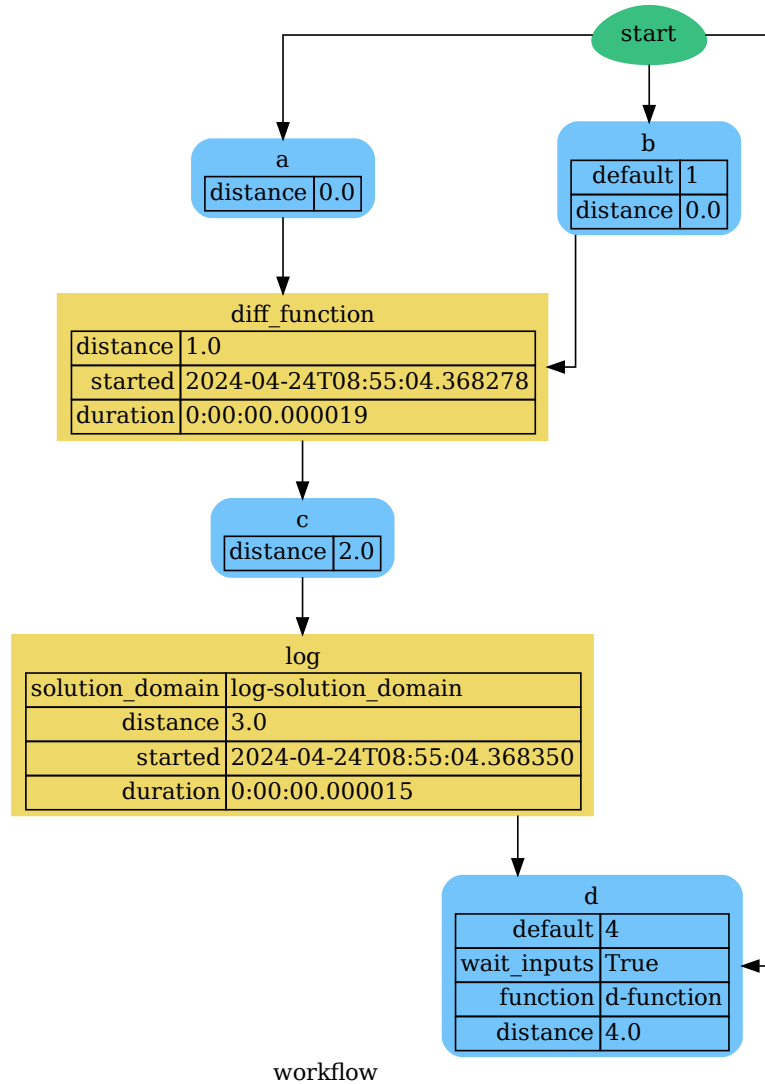 start
a
distance 0.0
b
default 1
distance 0.0
diff_function
distance 1.0
started 2024-04-24T08:55:04.368278
duration 0:00:00.000019
c
distance 2.0
log
solution_domain log-solution_domain
distance 3.0
started 2024-04-24T08:55:04.368350
duration 0:00:00.000015
d
default 4
wait_inputs True
function d-function
distance 4.0
workflow